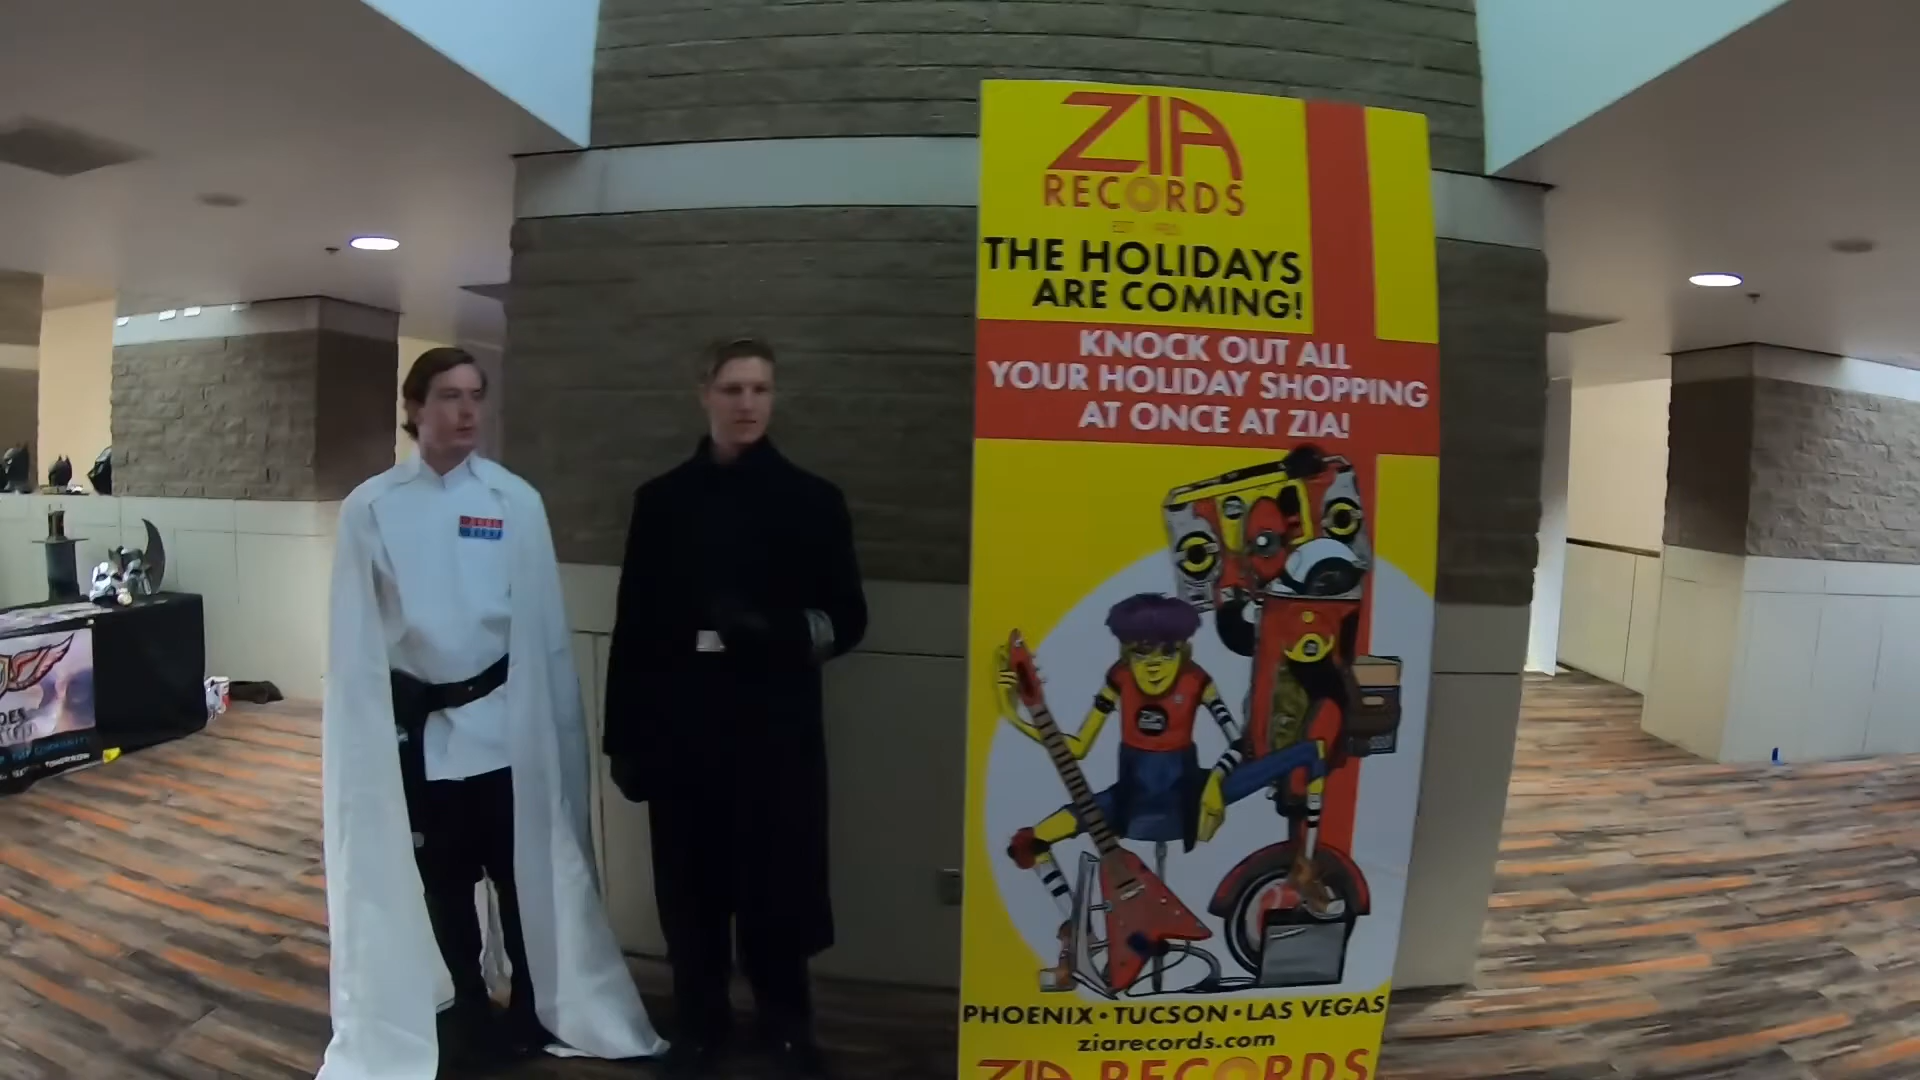 ZIA
RECORDS
THE HOLIDAYS
ARE COMING!
KNOCK OUT ALL
YOUR HOLIDAY SHOPPING
AT ONCE AT ZIA!
ZIA
PHOENIX • TUCSON • LAS VEGAS
ziarecords.com
ZIA RECORDS